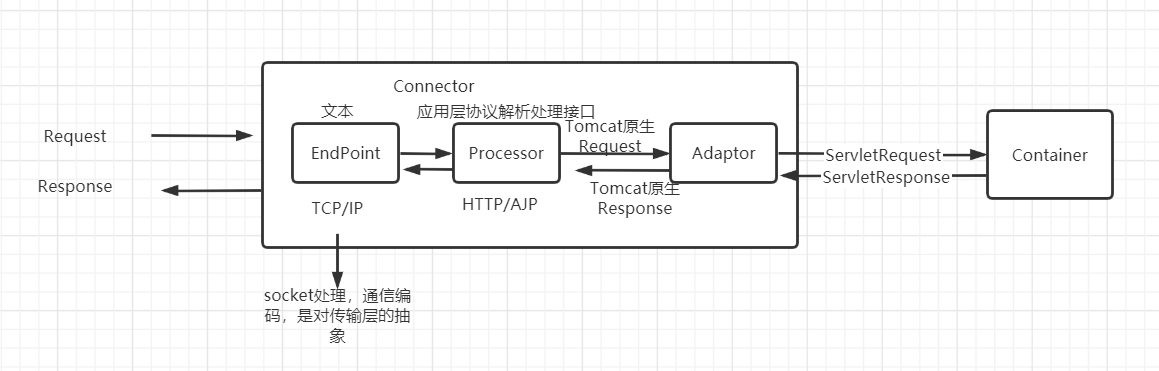 Connector
文本
应用层协议解析处理接口
Request
Response
EndPoint
Processor
Tomcat原生
Request
Adaptor
Tomcat原生
Response
ServletRequest
ServletResponse
Container
TCP/IP
HTTP/AJP
socket处理，通信编
码，是对传输层的抽
象